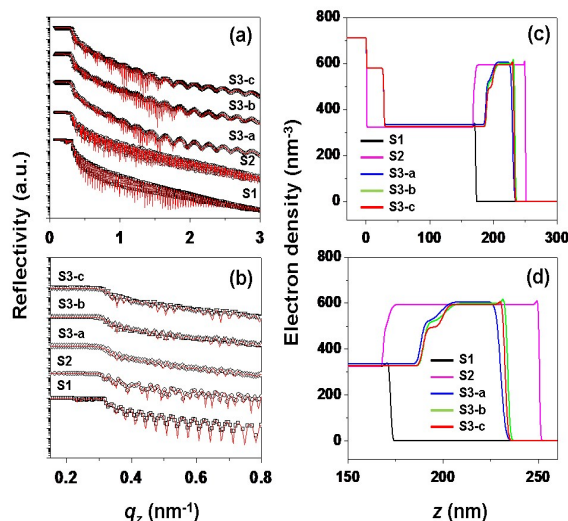 Reflectivity (a.u.)
(a)
S3-c
S3-b
S3-a
S2
S1
0 1 2 3
(b)
S3-c
S3-b
S3-a
S2
S1
0.2 0.4 0.6 0.8
qz (nm-1)
Electron density (nm-3)
(c)
800
600
400
200
0
S1
S2
S3-a
S3-b
S3-c
0 100 200 300
(d)
800
600
400
200
0
S1
S2
S3-a
S3-b
S3-c
150 200 250
z (nm)